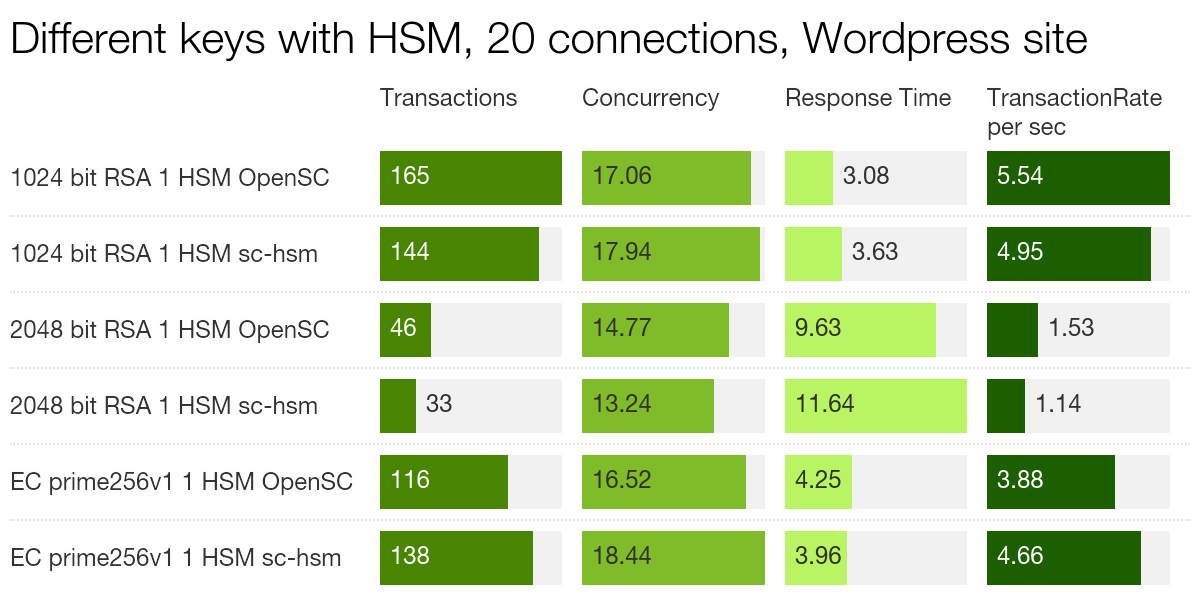 Different keys with HSM, 20 connections, Wordpress site
Transactions Concurrency Response Time TransactionRate
per sec
1024 bit RSA 1 HSM OpenSC 165 17.06 3.08 5.54
1024 bit RSA 1 HSM sc-hsm 144 17.94 3.63 4.95
2048 bit RSA 1 HSM OpenSC 46 14.77 9.63 1.53
2048 bit RSA 1 HSM sc-hsm 33 13.24 11.64 1.14
EC prime256v1 1 HSM OpenSC 116 16.52 4.25 3.88
EC prime256v1 1 HSM sc-hsm 138 18.44 3.96 4.66